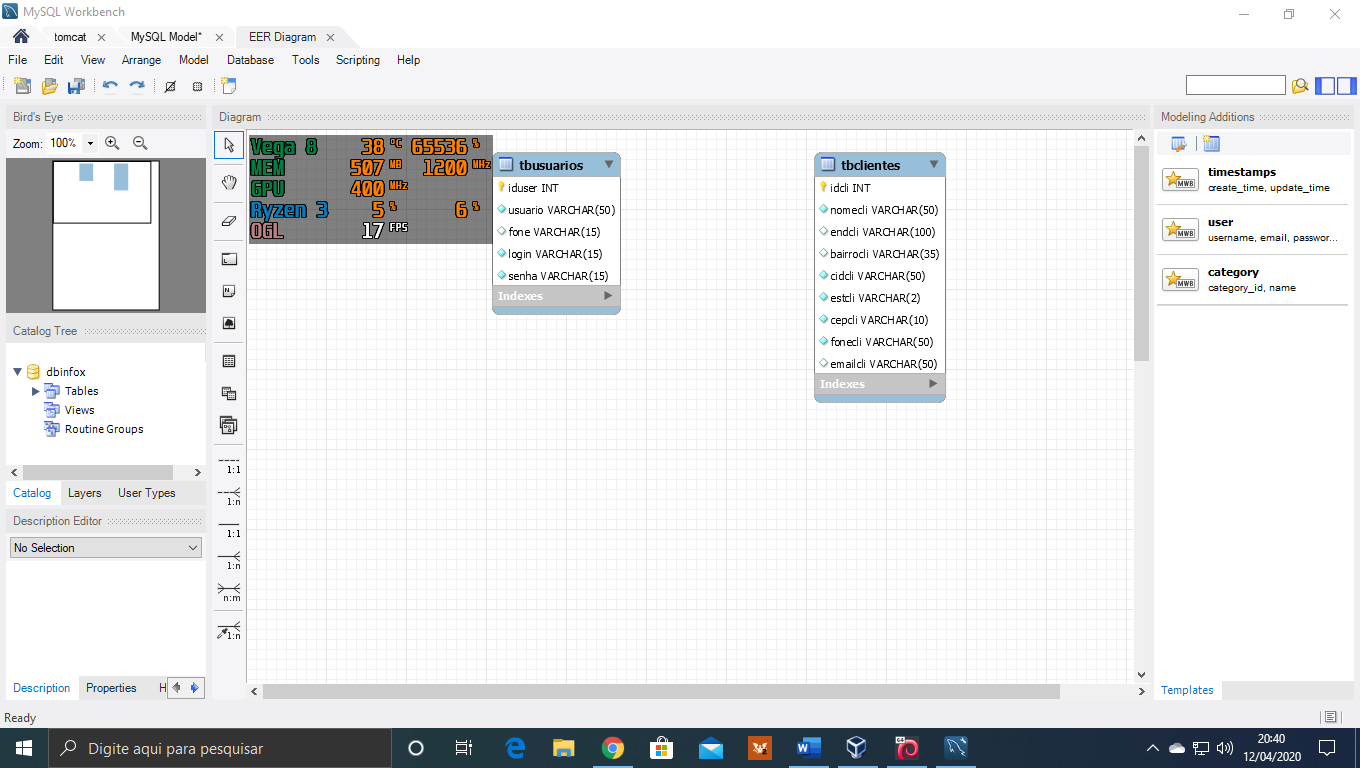 MySQL Workbench
tomcat
MySQL Model*
EER Diagram
File Edit View Arrange Model Database Tools Scripting Help
Bird's Eye
Zoom: 100%
Diagram
Vega 8 38 °C 65536 %
MEM 507 MB 1200 MHz
GPU 400 MHz
Ryzen 3 5 % 6 %
OGL 17 FPS
tbusuarios
iduser INT
usuario VARCHAR(50)
fone VARCHAR(15)
login VARCHAR(15)
senha VARCHAR(15)
Indexes
tbclientes
idcli INT
nomecli VARCHAR(50)
endcli VARCHAR(100)
bairrocli VARCHAR(35)
cidcli VARCHAR(50)
estcli VARCHAR(2)
cepcli VARCHAR(10)
fonecli VARCHAR(50)
emailcli VARCHAR(50)
Indexes
Modeling Additions
MWB
timestamps
create_time, update_time
MWB
user
username, email, passwor...
MWB
category
category_id, name
Templates
Catalog Tree
dbinfox
Tables
Views
Routine Groups
Catalog Layers User Types
Description Editor
No Selection
Description Properties H
1:1
1:n
1:1
1:n
n:m
1:n
Ready
Digite aqui para pesquisar
20:40
12/04/2020